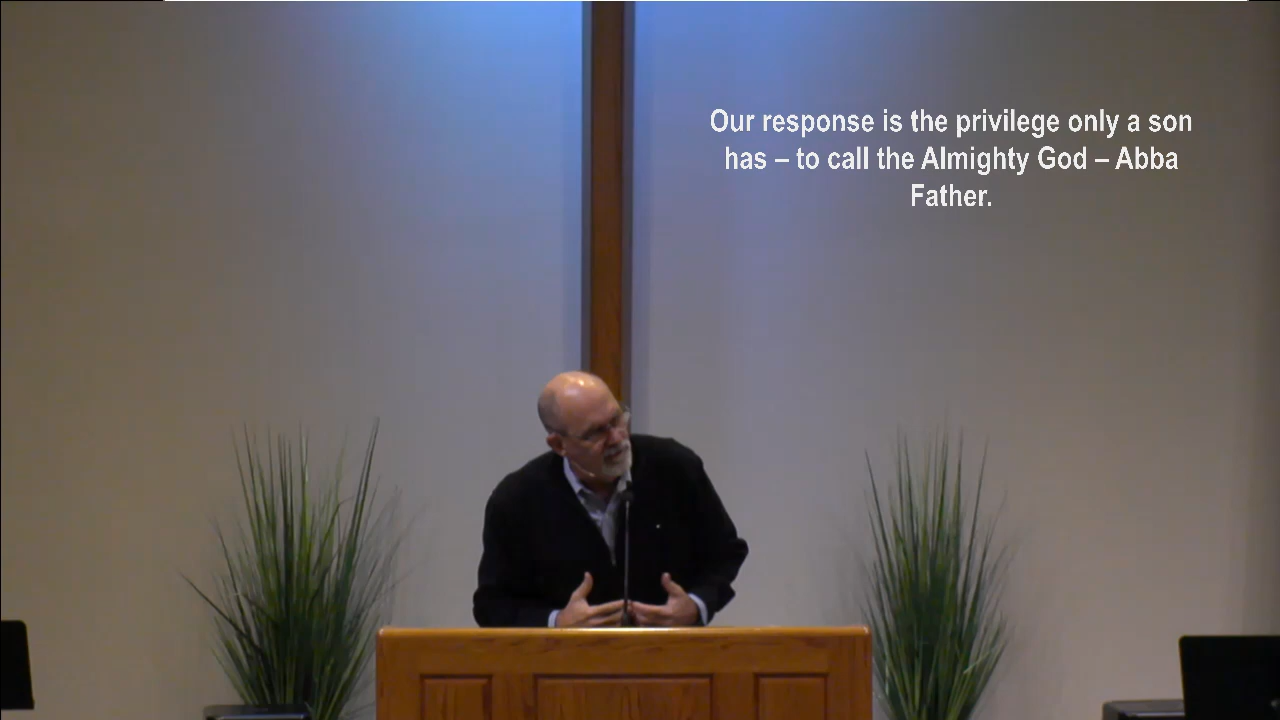 Our response is the privilege only a son
has – to call the Almighty God – Abba
Father.